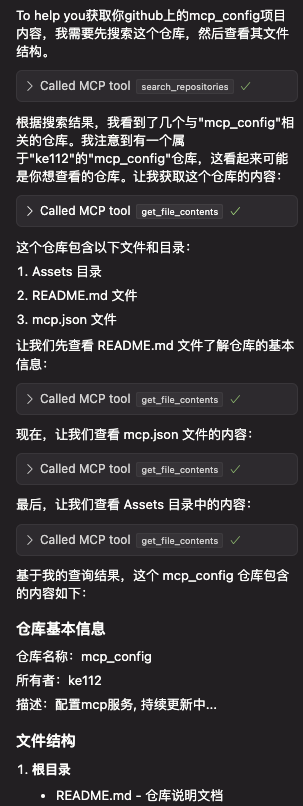 To help you获取你github上的mcp_config项目
内容，我需要先搜索这个仓库，然后查看其文件
结构。
Called MCP tool search_repositories
根据搜索结果，我看到了几个与"mcp_config"相
关的仓库。我注意到有一个属
于"ke112"的"mcp_config"仓库，这看起来可能
是你想查看的仓库。让我获取这个仓库的内容：
Called MCP tool get_file_contents
这个仓库包含以下文件和目录：
1. Assets 目录
2. README.md 文件
3. mcp.json 文件
让我们先查看 README.md 文件了解仓库的基本
信息：
Called MCP tool get_file_contents
现在，让我们查看 mcp.json 文件的内容：
Called MCP tool get_file_contents
最后，让我们查看 Assets 目录中的内容：
Called MCP tool get_file_contents
基于我的查询结果，这个 mcp_config 仓库包含
的内容如下：
仓库基本信息
仓库名称：mcp_config
所有者：ke112
描述：配置mcp服务, 持续更新中...
文件结构
1. 根目录
• README.md - 仓库说明文档